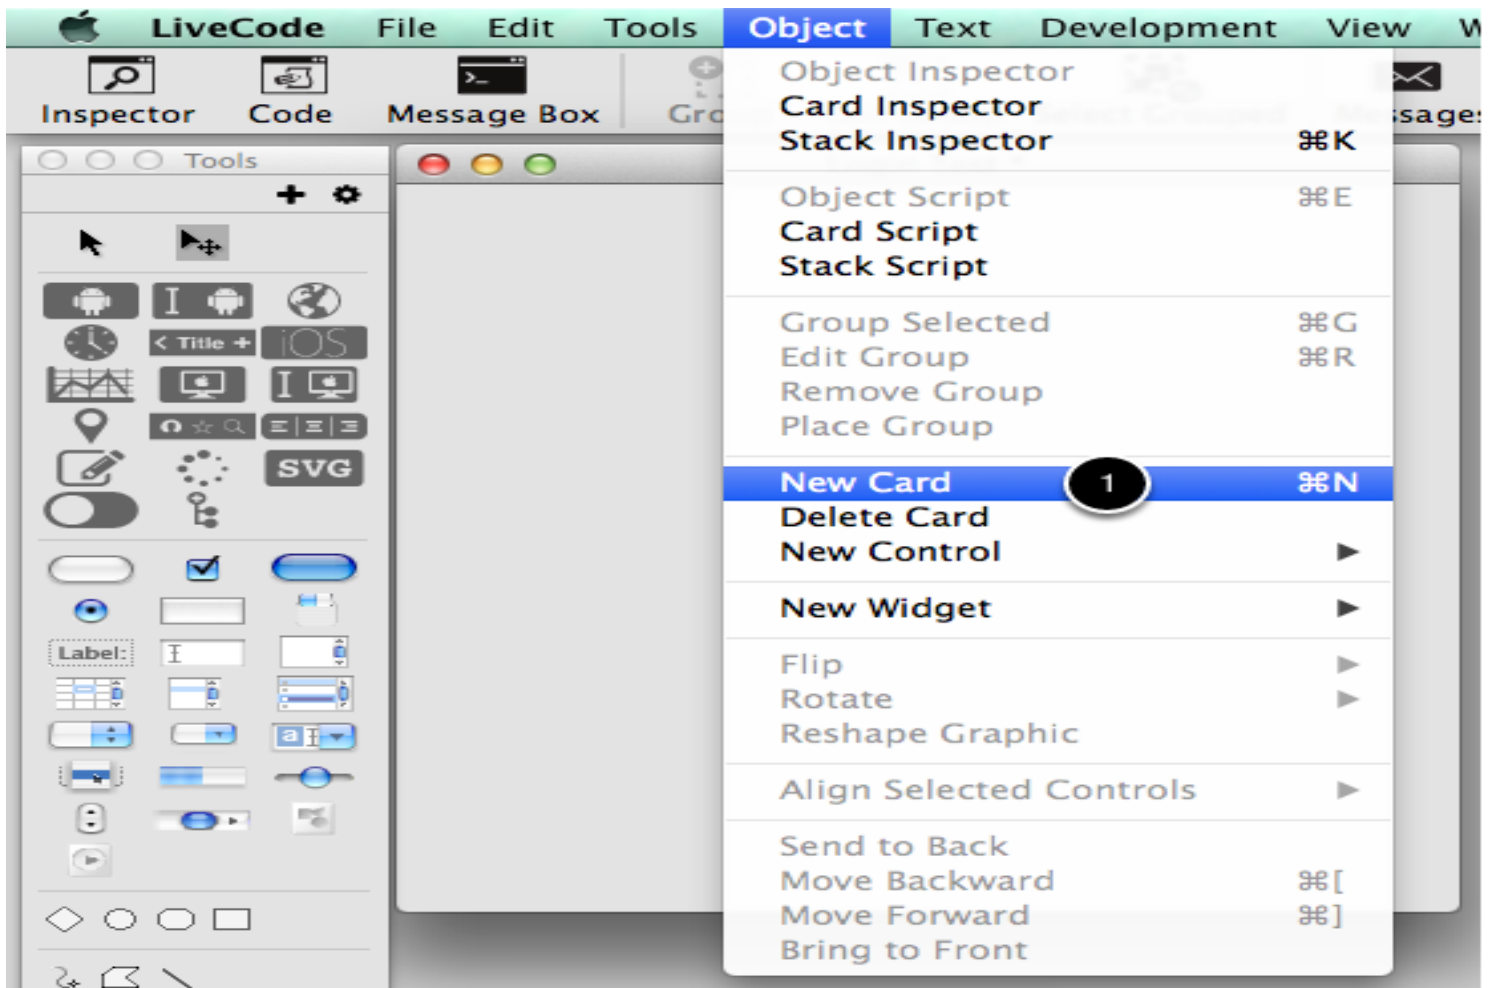 LiveCode File Edit Tools Object Text Development View W
Inspector Code Message Box Gro Messages
Tools
< Title + iOS
SVG
Label:
a
Object Inspector
Card Inspector
Stack Inspector ⌘K
Object Script ⌘E
Card Script
Stack Script
Group Selected ⌘G
Edit Group ⌘R
Remove Group
Place Group
New Card 1 ⌘N
Delete Card
New Control
New Widget
Flip
Rotate
Reshape Graphic
Align Selected Controls
Send to Back
Move Backward ⌘[
Move Forward ⌘]
Bring to Front